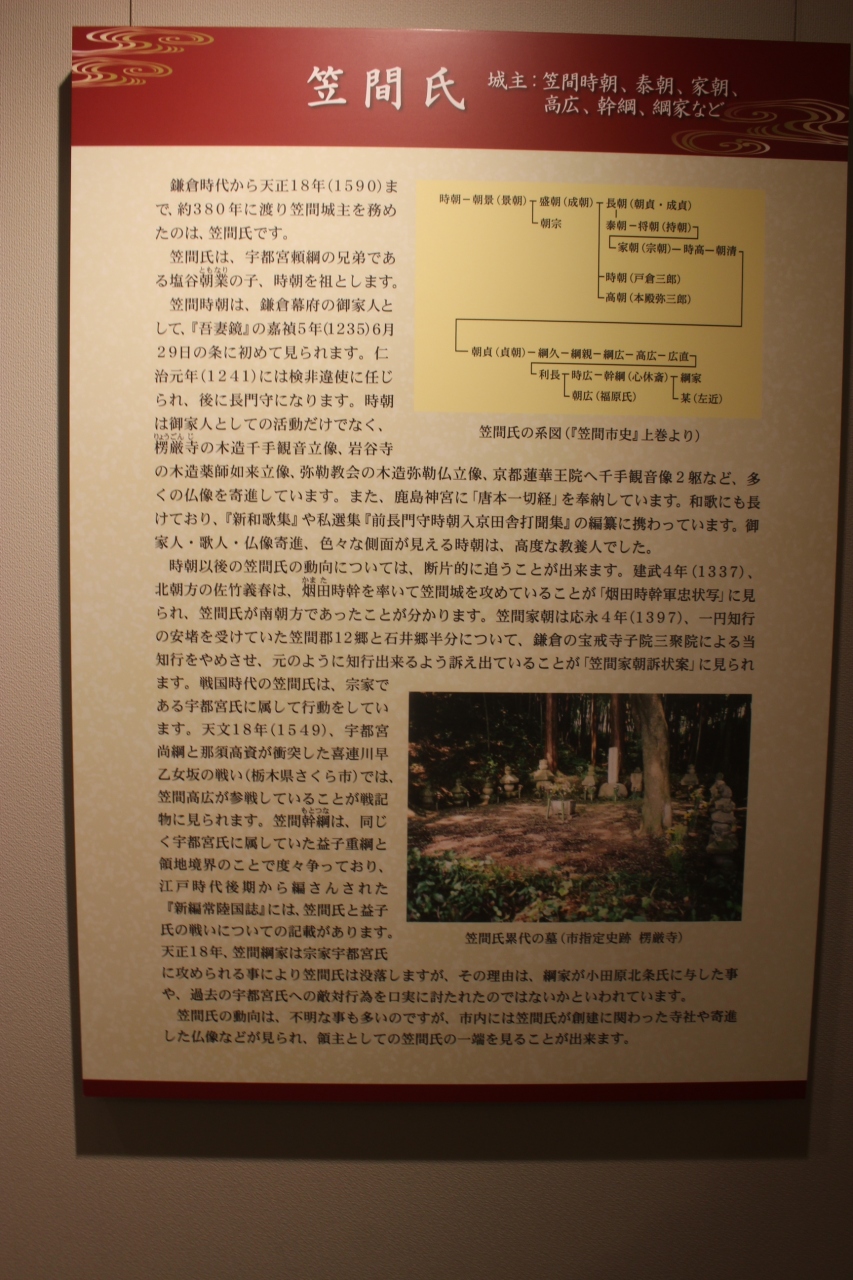 笠間氏
城主：笠間時朝、泰朝、家朝、
高広、幹綱、綱家など
鎌倉時代から天正18年(1590)ま
で、約380年に渡り笠間城主を務め
たのは、笠間氏です。
笠間氏は、宇都宮頼綱の兄弟であ
る塩谷朝業の子、時朝を祖とします。
ともなり
笠間時朝は、鎌倉幕府の御家人と
して、『吾妻鏡』の嘉禎5年(1235)6月
29日の条に初めて見られます。仁
治元年(1241)には検非違使に任じ
られ、後に長門守になります。時朝
は御家人としての活動だけでなく、
りょうごんじ
楞厳寺の木造千手観音立像、岩谷寺
の木造薬師如来立像、弥勒教会の木造弥勒仏立像、京都蓮華王院へ千手観音像2躯など、多
くの仏像を寄進しています。また、鹿島神宮に「唐本一切経」を奉納しています。和歌にも長
けており、『新和歌集』や私選集『前長門守時朝入京田舎打聞集』の編纂に携わっています。御
家人・歌人・仏像寄進、色々な側面が見える時朝は、高度な教養人でした。
時朝以後の笠間氏の動向については、断片的に追うことが出来ます。建武4年(1337)、
かまた
北朝方の佐竹義春は、烟田時幹を率いて笠間城を攻めていることが「烟田時幹軍忠状写」に見
られ、笠間氏が南朝方であったことが分かります。笠間家朝は応永4年(1397)、一円知行
の安堵を受けていた笠間郡12郷と石井郷半分について、鎌倉の宝戒寺子院三聚院による当
知行をやめさせ、元のように知行出来るよう訴え出ていることが「笠間家朝訴状案」に見られ
ます。戦国時代の笠間氏は、宗家で
ある宇都宮氏に属して行動をしてい
ます。天文18年(1549)、宇都宮
尚綱と那須高資が衝突した喜連川早
乙女坂の戦い(栃木県さくら市)では、
笠間高広が参戦していることが戦記
もとつな
物に見られます。笠間幹綱は、同じ
く宇都宮氏に属していた益子重綱と
領地境界のことで度々争っており、
江戸時代後期から編さんされた
『新編常陸国誌』には、笠間氏と益子
氏の戦いについての記載があります。
天正18年、笠間綱家は宗家宇都宮氏
に攻められる事により笠間氏は没落しますが、その理由は、綱家が小田原北条氏に与した事
や、過去の宇都宮氏への敵対行為を口実に討たれたのではないかといわれています。
笠間氏の動向は、不明な事も多いのですが、市内には笠間氏が創建に関わった寺社や寄進
した仏像などが見られ、領主としての笠間氏の一端を見ることが出来ます。
時朝－朝景(景朝)－盛朝(成朝)－長朝(朝貞・成貞)
朝宗
泰朝－将朝(持朝)
家朝(宗朝)－時高－朝清
時朝(戸倉三郎)
高朝(本殿弥三郎)
朝貞(貞朝)－綱久－綱親－綱広－高広－広直
利長－時広－幹綱(心休斎)－綱家
朝広(福原氏)
某(左近)
笠間氏の系図(『笠間市史』上巻より)
笠間氏累代の墓(市指定史跡 楞厳寺)